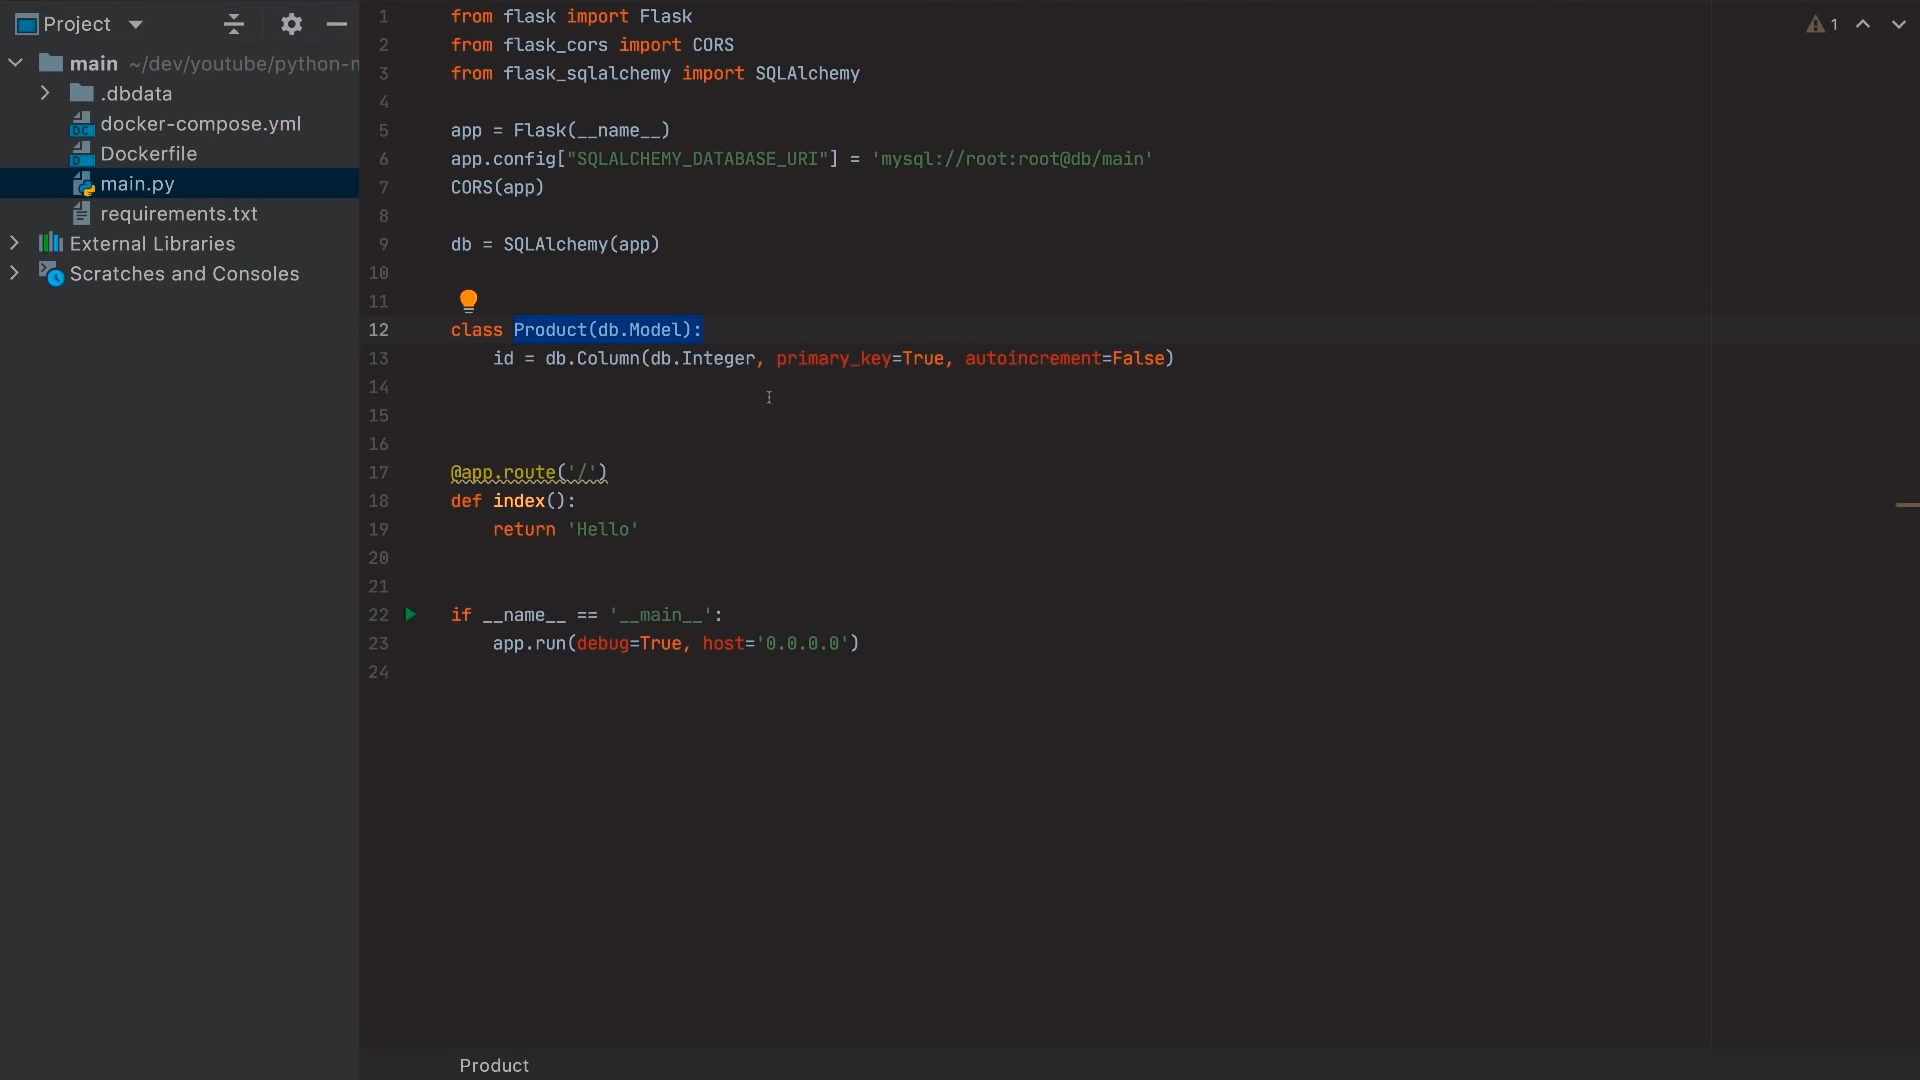 Project
main ~/dev/youtube/python-m
.dbdata
docker-compose.yml
Dockerfile
main.py
requirements.txt
External Libraries
Scratches and Consoles
1 from flask import Flask
2 from flask_cors import CORS
3 from flask_sqlalchemy import SQLAlchemy
4
5 app = Flask(__name__)
6 app.config["SQLALCHEMY_DATABASE_URI"] = 'mysql://root:root@db/main'
7 CORS(app)
8
9 db = SQLAlchemy(app)
10
11
12 class Product(db.Model):
13 id = db.Column(db.Integer, primary_key=True, autoincrement=False)
14
15
16
17 @app.route('/')
18 def index():
19 return 'Hello'
20
21
22 if __name__ == '__main__':
23 app.run(debug=True, host='0.0.0.0')
24
1
Product